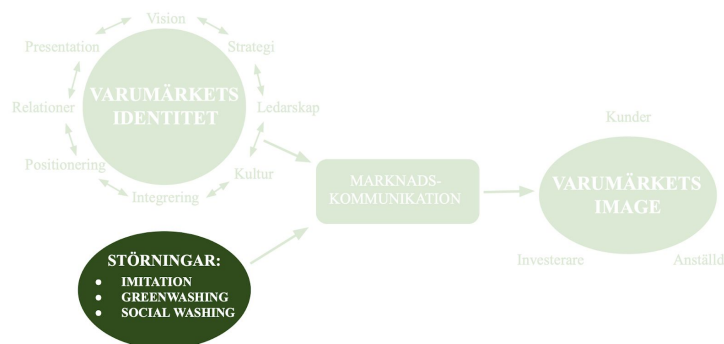 Vision
Presentation
Strategi
VARUMÄRKETS
IDENTITET
Relationer
Ledarskap
Positionering
Kultur
Integrering
STÖRNINGAR:
● IMITATION
● GREENWASHING
● SOCIAL WASHING
MARKNADS-
KOMMUNIKATION
Kunder
VARUMÄRKETS
IMAGE
Investerare
Anställd